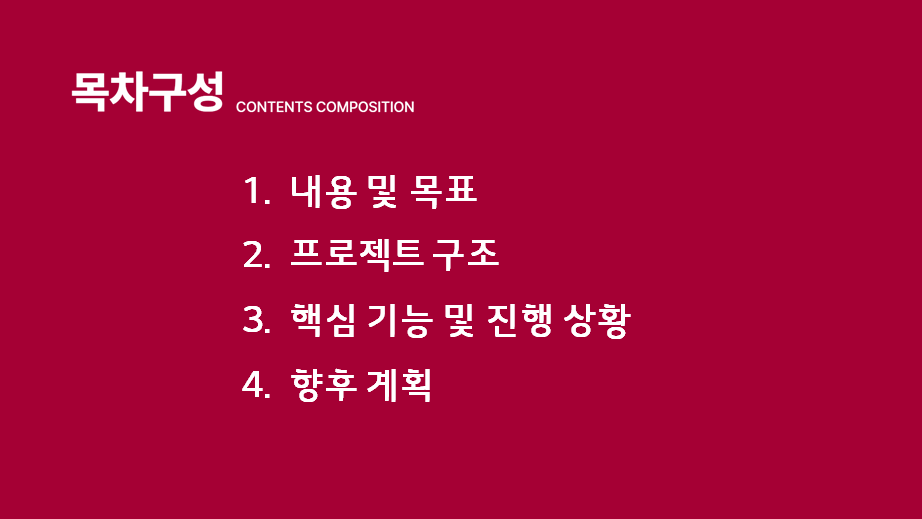 목차구성 CONTENTS COMPOSITION
1. 내용 및 목표
2. 프로젝트 구조
3. 핵심 기능 및 진행 상황
4. 향후 계획